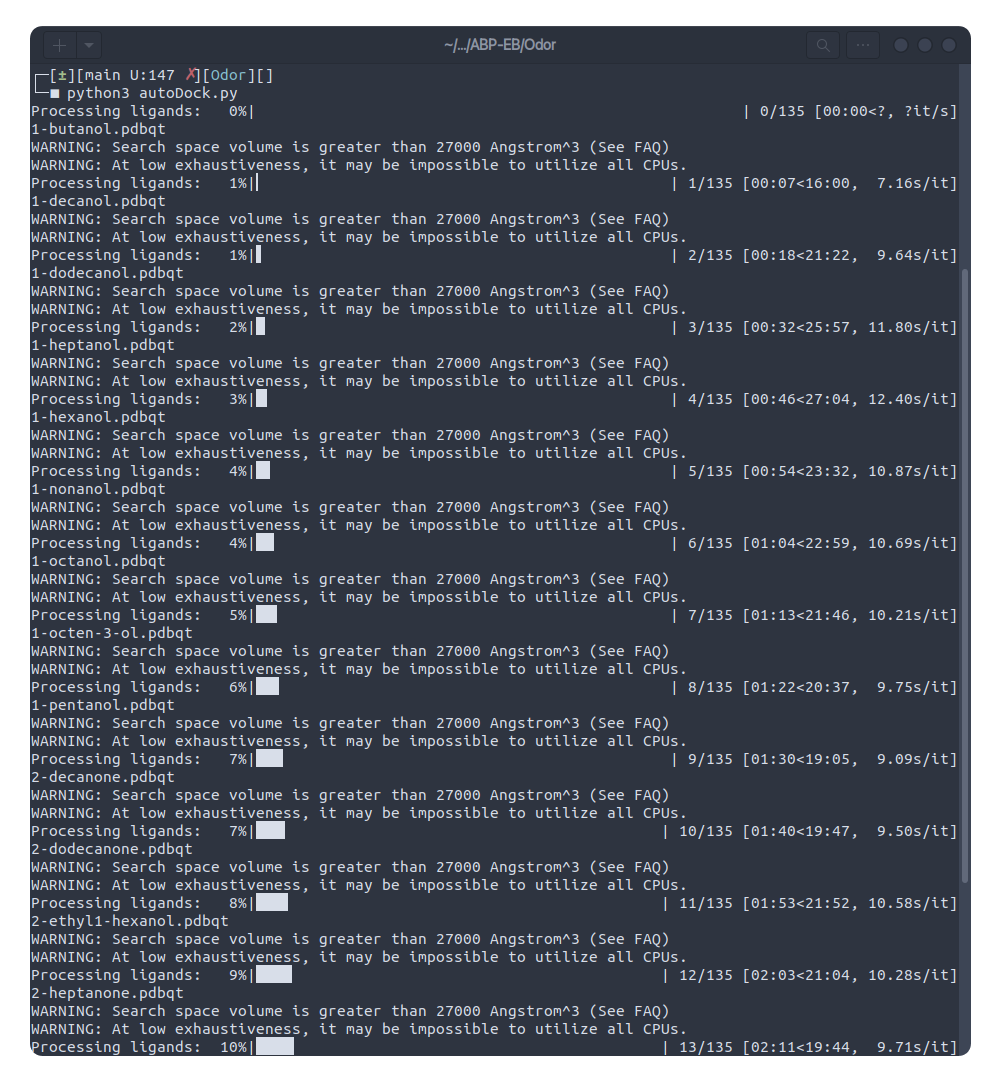 ~/.../ABP-EB/Odor
┌─[±][main U:147 ✗][Odor][]
└─■ python3 autoDock.py
Processing ligands:   0%|          | 0/135 [00:00<?, ?it/s]
1-butanol.pdbqt
WARNING: Search space volume is greater than 27000 Angstrom^3 (See FAQ)
WARNING: At low exhaustiveness, it may be impossible to utilize all CPUs.
Processing ligands:   1%|          | 1/135 [00:07<16:00,  7.16s/it]
1-decanol.pdbqt
WARNING: Search space volume is greater than 27000 Angstrom^3 (See FAQ)
WARNING: At low exhaustiveness, it may be impossible to utilize all CPUs.
Processing ligands:   1%|          | 2/135 [00:18<21:22,  9.64s/it]
1-dodecanol.pdbqt
WARNING: Search space volume is greater than 27000 Angstrom^3 (See FAQ)
WARNING: At low exhaustiveness, it may be impossible to utilize all CPUs.
Processing ligands:   2%|          | 3/135 [00:32<25:57, 11.80s/it]
1-heptanol.pdbqt
WARNING: Search space volume is greater than 27000 Angstrom^3 (See FAQ)
WARNING: At low exhaustiveness, it may be impossible to utilize all CPUs.
Processing ligands:   3%|          | 4/135 [00:46<27:04, 12.40s/it]
1-hexanol.pdbqt
WARNING: Search space volume is greater than 27000 Angstrom^3 (See FAQ)
WARNING: At low exhaustiveness, it may be impossible to utilize all CPUs.
Processing ligands:   4%|          | 5/135 [00:54<23:32, 10.87s/it]
1-nonanol.pdbqt
WARNING: Search space volume is greater than 27000 Angstrom^3 (See FAQ)
WARNING: At low exhaustiveness, it may be impossible to utilize all CPUs.
Processing ligands:   4%|          | 6/135 [01:04<22:59, 10.69s/it]
1-octanol.pdbqt
WARNING: Search space volume is greater than 27000 Angstrom^3 (See FAQ)
WARNING: At low exhaustiveness, it may be impossible to utilize all CPUs.
Processing ligands:   5%|          | 7/135 [01:13<21:46, 10.21s/it]
1-octen-3-ol.pdbqt
WARNING: Search space volume is greater than 27000 Angstrom^3 (See FAQ)
WARNING: At low exhaustiveness, it may be impossible to utilize all CPUs.
Processing ligands:   6%|          | 8/135 [01:22<20:37,  9.75s/it]
1-pentanol.pdbqt
WARNING: Search space volume is greater than 27000 Angstrom^3 (See FAQ)
WARNING: At low exhaustiveness, it may be impossible to utilize all CPUs.
Processing ligands:   7%|          | 9/135 [01:30<19:05,  9.09s/it]
2-decanone.pdbqt
WARNING: Search space volume is greater than 27000 Angstrom^3 (See FAQ)
WARNING: At low exhaustiveness, it may be impossible to utilize all CPUs.
Processing ligands:   7%|          | 10/135 [01:40<19:47,  9.50s/it]
2-dodecanone.pdbqt
WARNING: Search space volume is greater than 27000 Angstrom^3 (See FAQ)
WARNING: At low exhaustiveness, it may be impossible to utilize all CPUs.
Processing ligands:   8%|          | 11/135 [01:53<21:52, 10.58s/it]
2-ethyl1-hexanol.pdbqt
WARNING: Search space volume is greater than 27000 Angstrom^3 (See FAQ)
WARNING: At low exhaustiveness, it may be impossible to utilize all CPUs.
Processing ligands:   9%|          | 12/135 [02:03<21:04, 10.28s/it]
2-heptanone.pdbqt
WARNING: Search space volume is greater than 27000 Angstrom^3 (See FAQ)
WARNING: At low exhaustiveness, it may be impossible to utilize all CPUs.
Processing ligands:  10%|          | 13/135 [02:11<19:44,  9.71s/it]